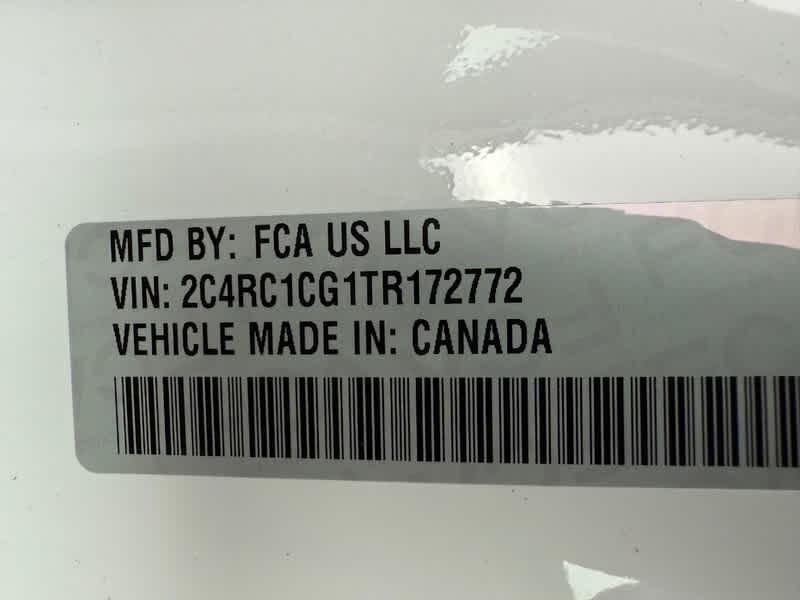 MFD BY: FCA US LLC
VIN: 2C4RC1CG1TR172772
VEHICLE MADE IN: CANADA